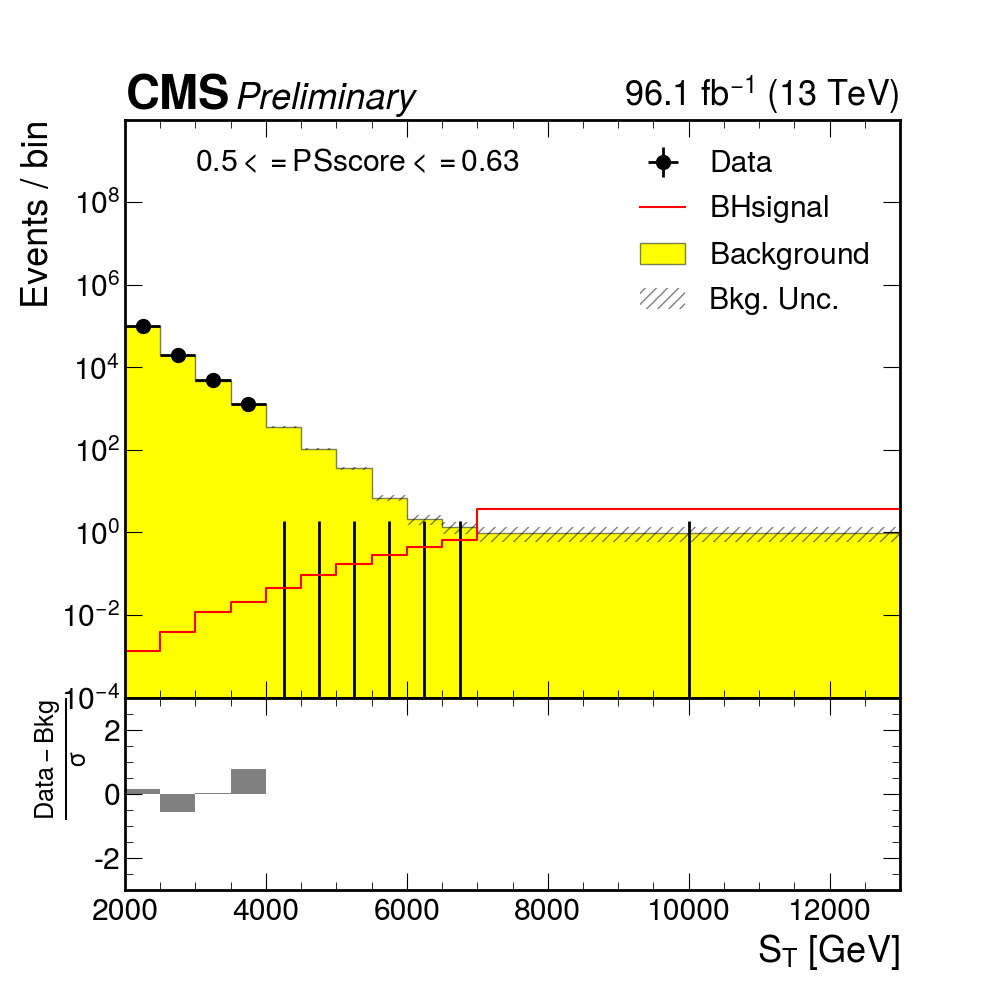 CMS Preliminary 96.1 fb⁻¹ (13 TeV)
Events / bin
0.5 < = PSscore < = 0.63
Data
BHsignal
Background
Bkg. Unc.
10⁸
10⁶
10⁴
10²
10⁰
10⁻²
10⁻⁴
Data − Bkg
σ
2
0
-2
2000 4000 6000 8000 10000 12000
S_T [GeV]